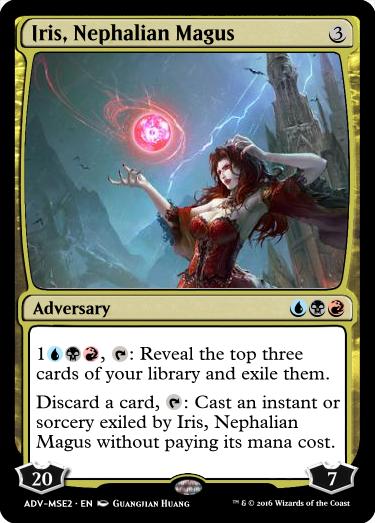 Iris, Nephalian Magus 3
Adversary
1, : Reveal the top three
cards of your library and exile them.
Discard a card, : Cast an instant or
sorcery exiled by Iris, Nephalian
Magus without paying its mana cost.
20 7
ADV-MSE2 · EN Guangjian Huang ™ & © 2016 Wizards of the Coast